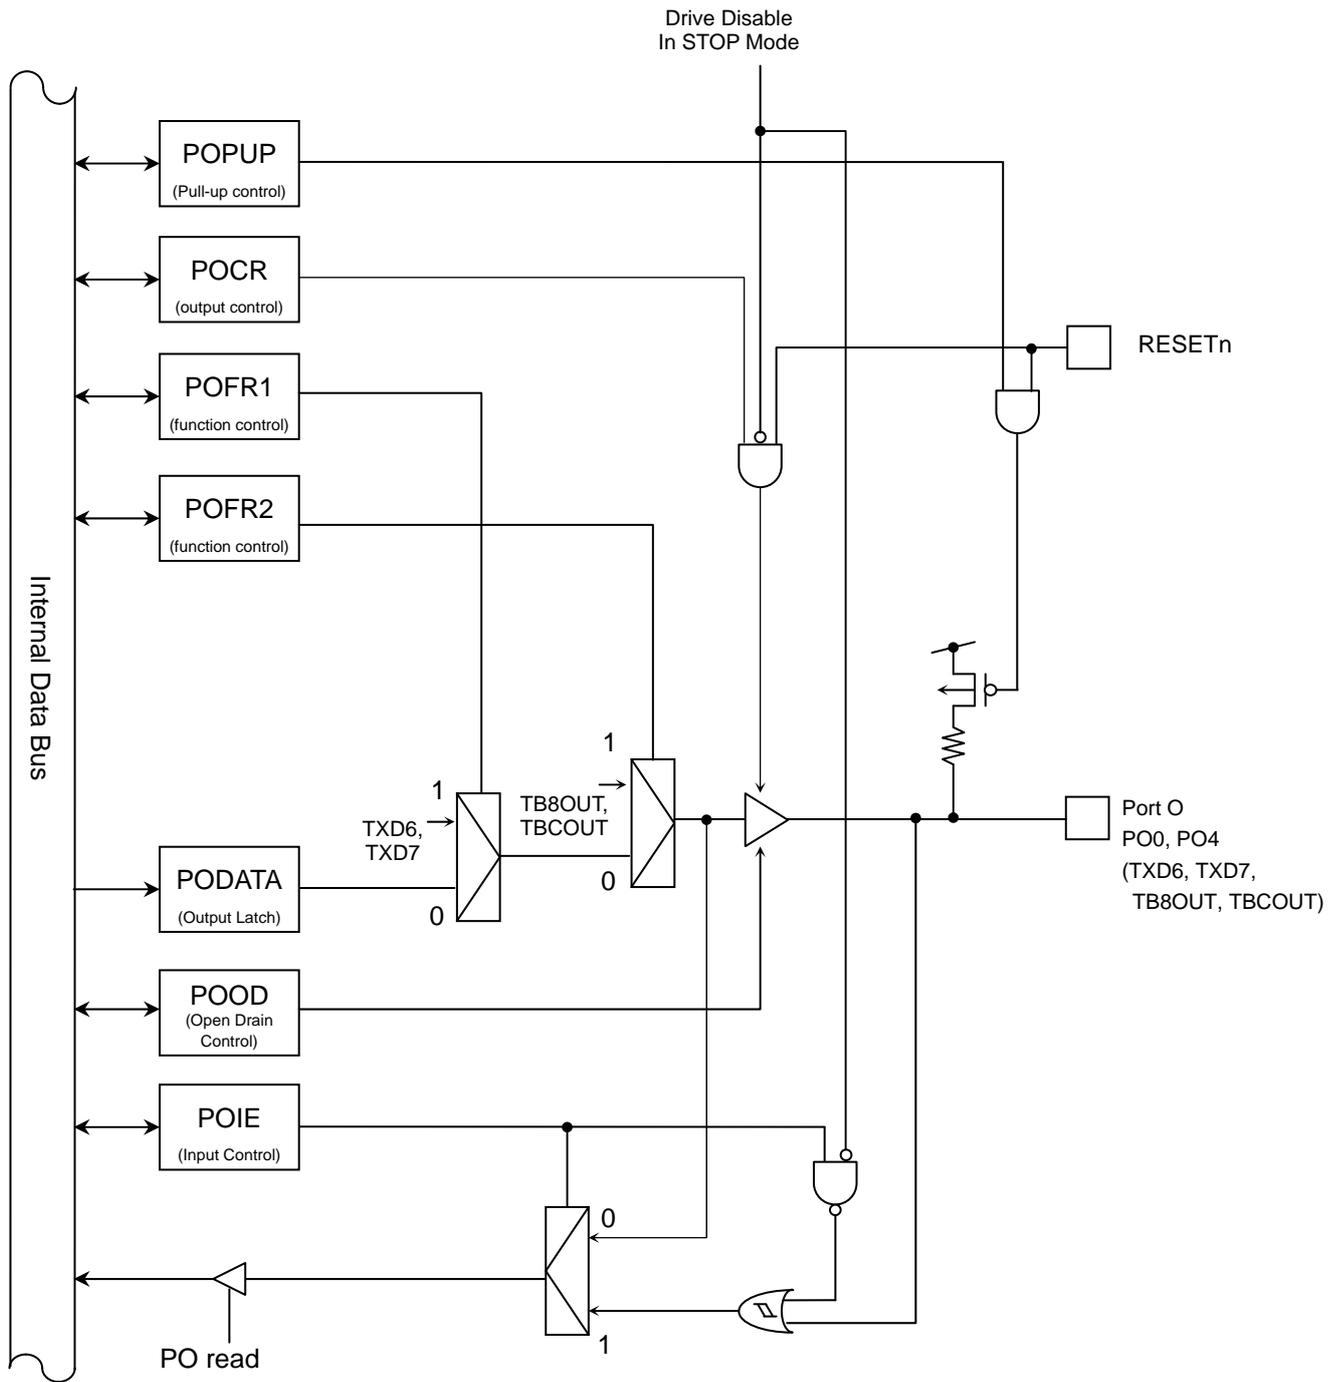 Drive Disable
In STOP Mode
POPUP
(Pull-up control)
POCR
(output control)
RESETn
POFR1
(function control)
POFR2
(function control)
Internal Data Bus
1
1
TB8OUT,
TBCOUT
TXD6,
TXD7
0
0
Port O
PO0, PO4
(TXD6, TXD7,
TB8OUT, TBCOUT)
PODATA
(Output Latch)
POOD
(Open Drain
Control)
POIE
(Input Control)
0
1
PO read